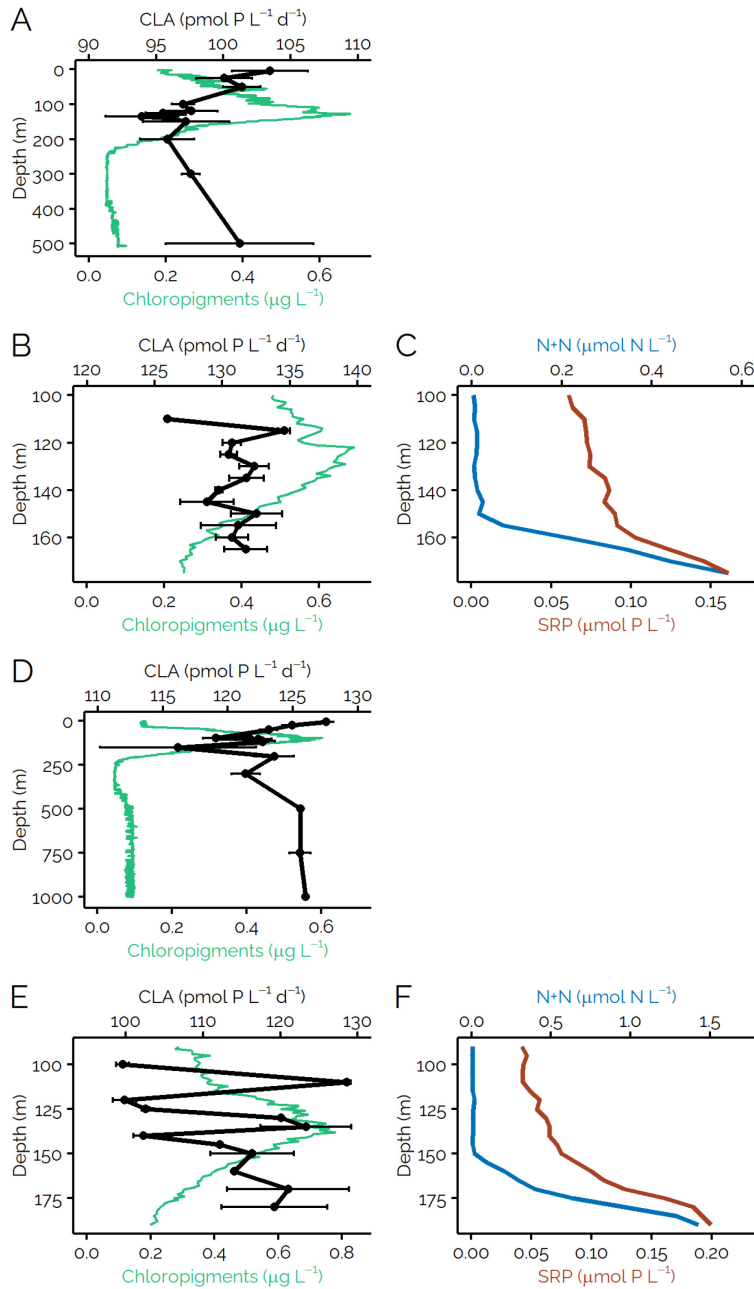 A
CLA (pmol P L⁻¹ d⁻¹)
90 95 100 105 110
Depth (m)
0
100
200
300
400
500
0.0 0.2 0.4 0.6
Chloropigments (µg L⁻¹)
B
CLA (pmol P L⁻¹ d⁻¹)
120 125 130 135 140
Depth (m)
100
120
140
160
0.0 0.2 0.4 0.6
Chloropigments (µg L⁻¹)
C
N+N (µmol N L⁻¹)
0.0 0.2 0.4 0.6
Depth (m)
100
120
140
160
0.00 0.05 0.10 0.15
SRP (µmol P L⁻¹)
D
CLA (pmol P L⁻¹ d⁻¹)
110 115 120 125 130
Depth (m)
0
250
500
750
1000
0.0 0.2 0.4 0.6
Chloropigments (µg L⁻¹)
E
CLA (pmol P L⁻¹ d⁻¹)
100 110 120 130
Depth (m)
100
125
150
175
0.0 0.2 0.4 0.6 0.8
Chloropigments (µg L⁻¹)
F
N+N (µmol N L⁻¹)
0.0 0.5 1.0 1.5
Depth (m)
100
125
150
175
0.00 0.05 0.10 0.15 0.20
SRP (µmol P L⁻¹)